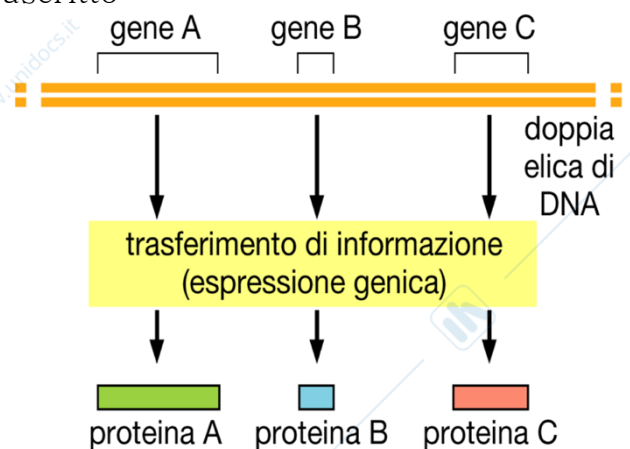 gene A gene B gene C
doppia
elica di
DNA
trasferimento di informazione
(espressione genica)
proteina A proteina B proteina C